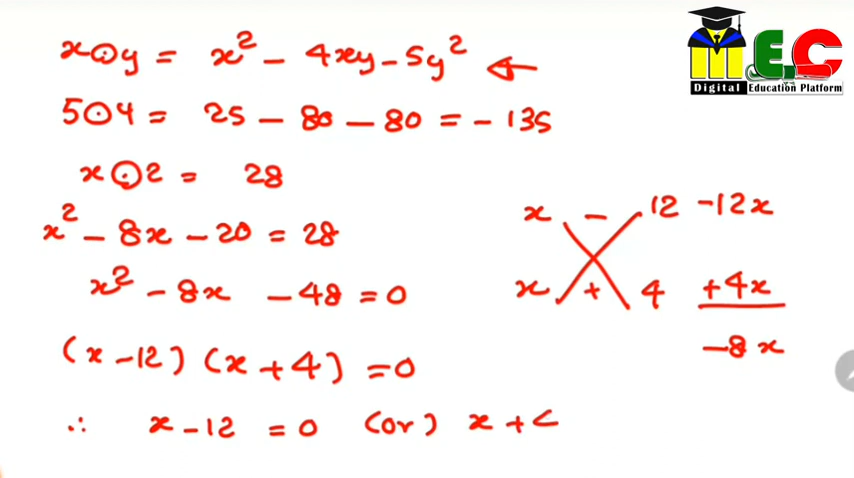 x⊙y = x² - 4xy - 5y² ←
5⊙4 = 25 - 80 - 80 = - 135
x⊙2 = 28
x² - 8x - 20 = 28
x² - 8x - 48 = 0
(x - 12) (x + 4) = 0
∴ x - 12 = 0 (or) x +
x - 12 -12x
x + 4 +4x
-8x
MEC
Digital Education Platform